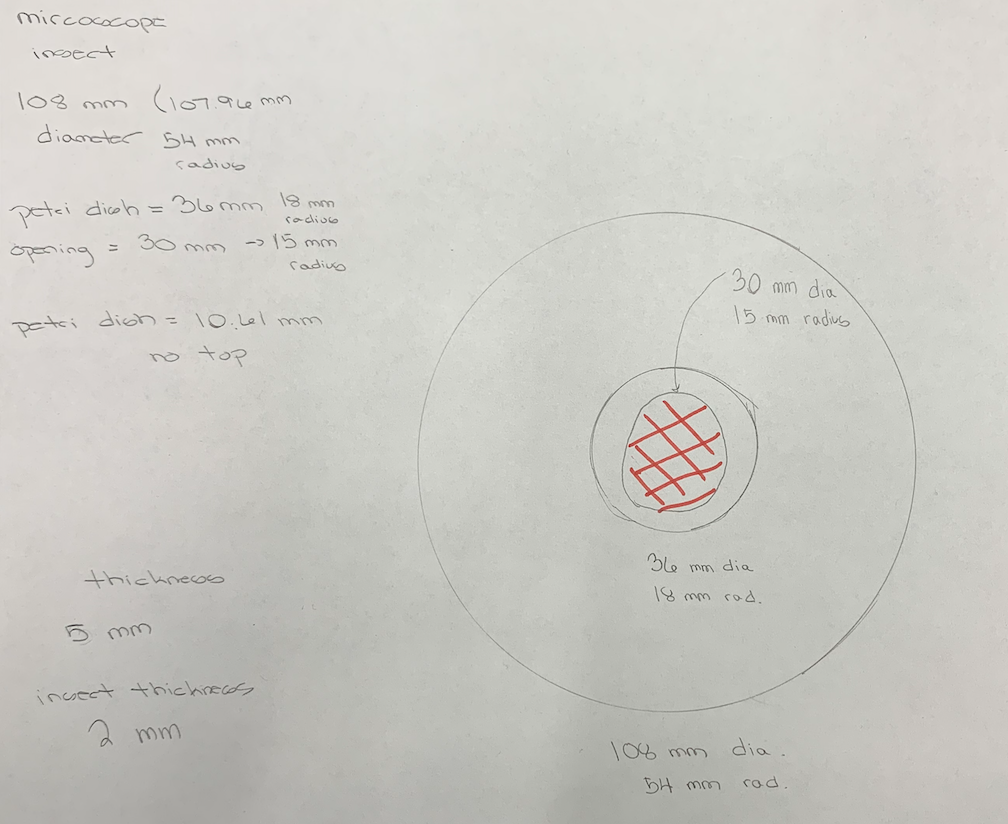 mircococope
insect
108 mm (107.96 mm
diameter 54 mm
radius
petri dish = 36 mm 18 mm
radius
opening = 30 mm -> 15 mm
radius
petri dish = 10.61 mm
no top
30 mm dia
15 mm radius
36 mm dia
18 mm rad.
thickness
5 mm
insect thickness
2 mm
108 mm dia.
54 mm rad.